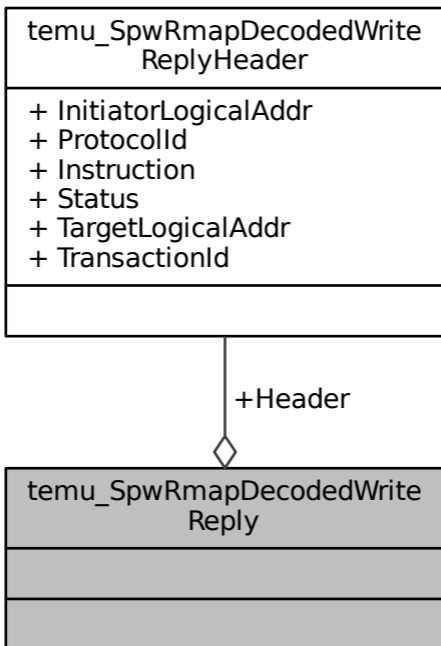 temu_SpwRmapDecodedWrite
ReplyHeader
+ InitiatorLogicalAddr
+ ProtocolId
+ Instruction
+ Status
+ TargetLogicalAddr
+ TransactionId
+Header
temu_SpwRmapDecodedWrite
Reply